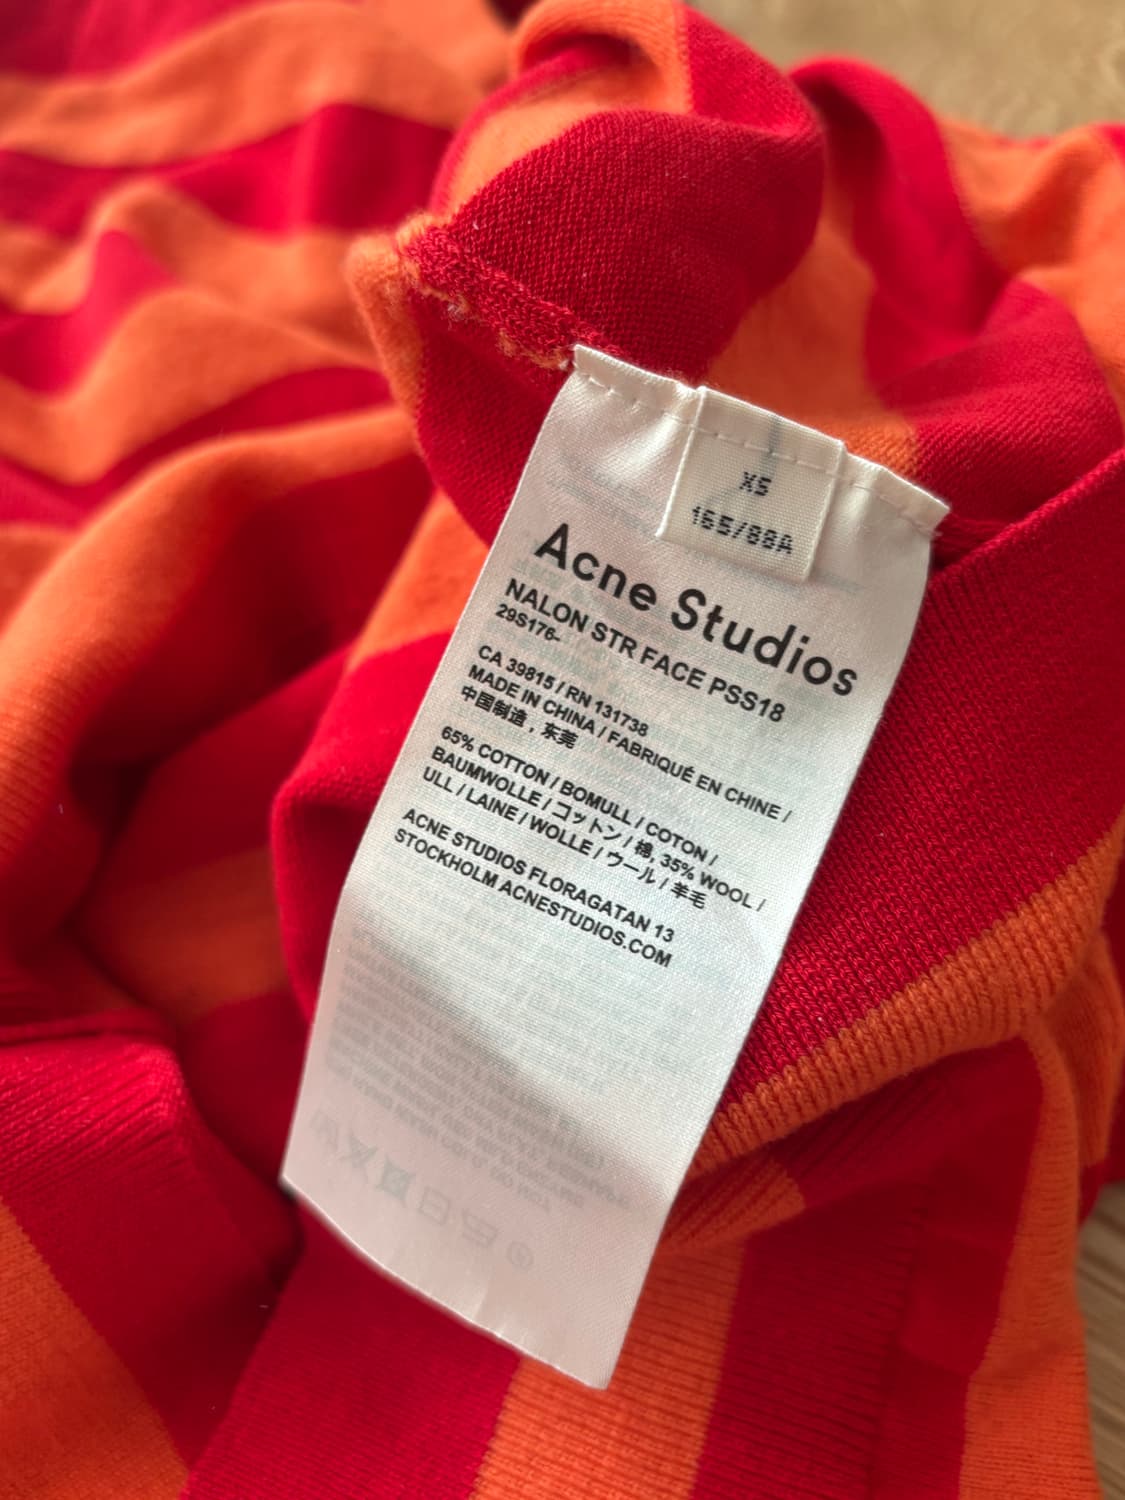 XS
165/88A
Acne Studios
NALON STR FACE PSS18
29S176-
CA 39815 / RN 131738
MADE IN CHINA / FABRIQUÉ EN CHINE /
中国制造，东莞
65% COTTON / BOMULL / COTON /
BAUMWOLLE / コットン / 棉, 35% WOOL /
ULL / LAINE / WOLLE / ウール / 羊毛
ACNE STUDIOS FLORAGATAN 13
STOCKHOLM ACNESTUDIOS.COM